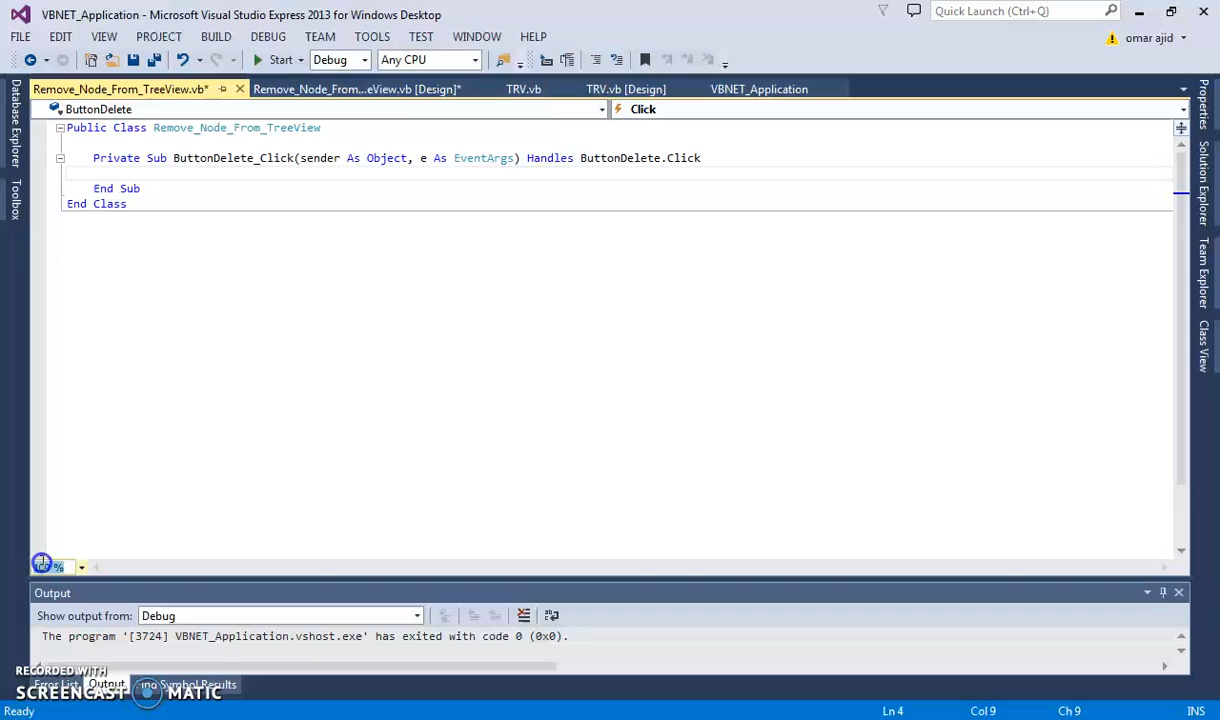 VBNET_Application - Microsoft Visual Studio Express 2013 for Windows Desktop
Quick Launch (Ctrl+Q)
FILE EDIT VIEW PROJECT BUILD DEBUG TEAM TOOLS TEST WINDOW HELP
omar ajid
Start Debug Any CPU
Remove_Node_From_TreeView.vb* Remove_Node_From...eView.vb [Design]* TRV.vb TRV.vb [Design] VBNET_Application
ButtonDelete Click
Public Class Remove_Node_From_TreeView
Private Sub ButtonDelete_Click(sender As Object, e As EventArgs) Handles ButtonDelete.Click
End Sub
End Class
Database Explorer
Toolbox
Properties
Solution Explorer
Team Explorer
Class View
%
Output
Show output from: Debug
The program '[3724] VBNET_Application.vshost.exe' has exited with code 0 (0x0).
RECORDED WITH
SCREENCAST MATIC
Error List Output Find Symbol Results
Ready Ln 4 Col 9 Ch 9 INS